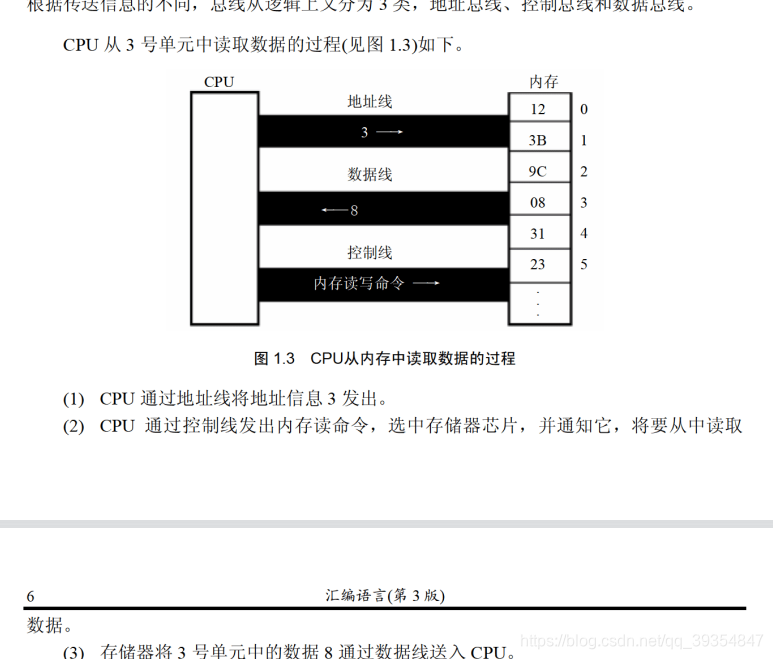 根据传送信息的不同，总线从逻辑上又分为 3 类，地址总线、控制总线和数据总线。
CPU 从 3 号单元中读取数据的过程(见图 1.3)如下。
CPU
内存
地址线
12 0
3 →
3B 1
数据线
9C 2
←8
08 3
31 4
控制线
23 5
内存读写命令 →
.
.
.
图 1.3 CPU从内存中读取数据的过程
(1) CPU 通过地址线将地址信息 3 发出。
(2) CPU 通过控制线发出内存读命令，选中存储器芯片，并通知它，将要从中读取
6 汇编语言(第 3 版)
数据。
https://blog.csdn.net/qq_39354847
(3) 存储器将 3 号单元中的数据 8 通过数据线送入 CPU。